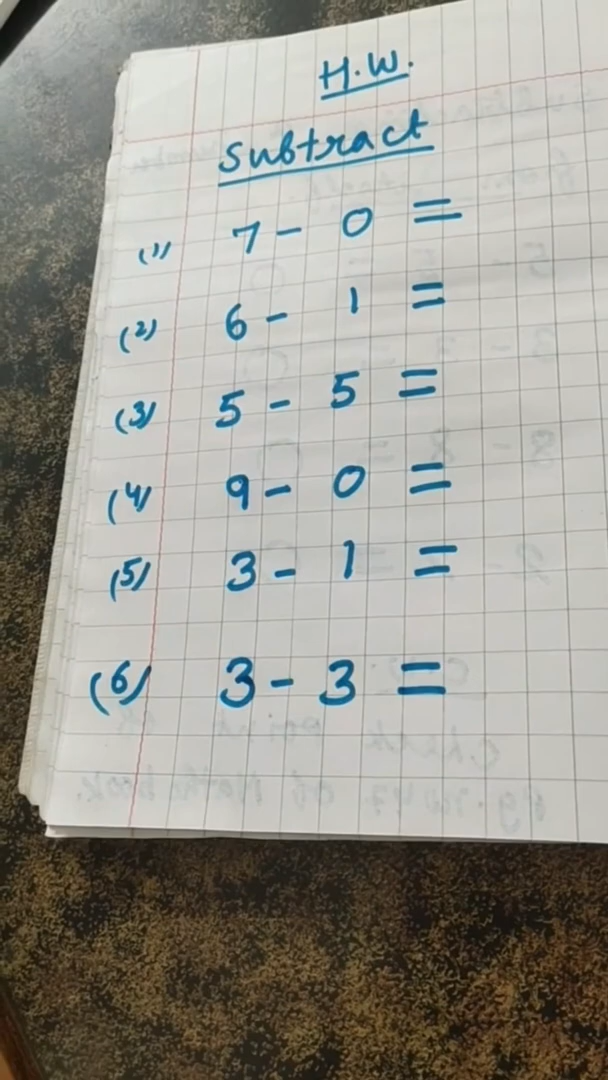 H.W.
Subtract
(1) 7 - 0 =
(2) 6 - 1 =
(3) 5 - 5 =
(4) 9 - 0 =
(5) 3 - 1 =
(6) 3 - 3 =